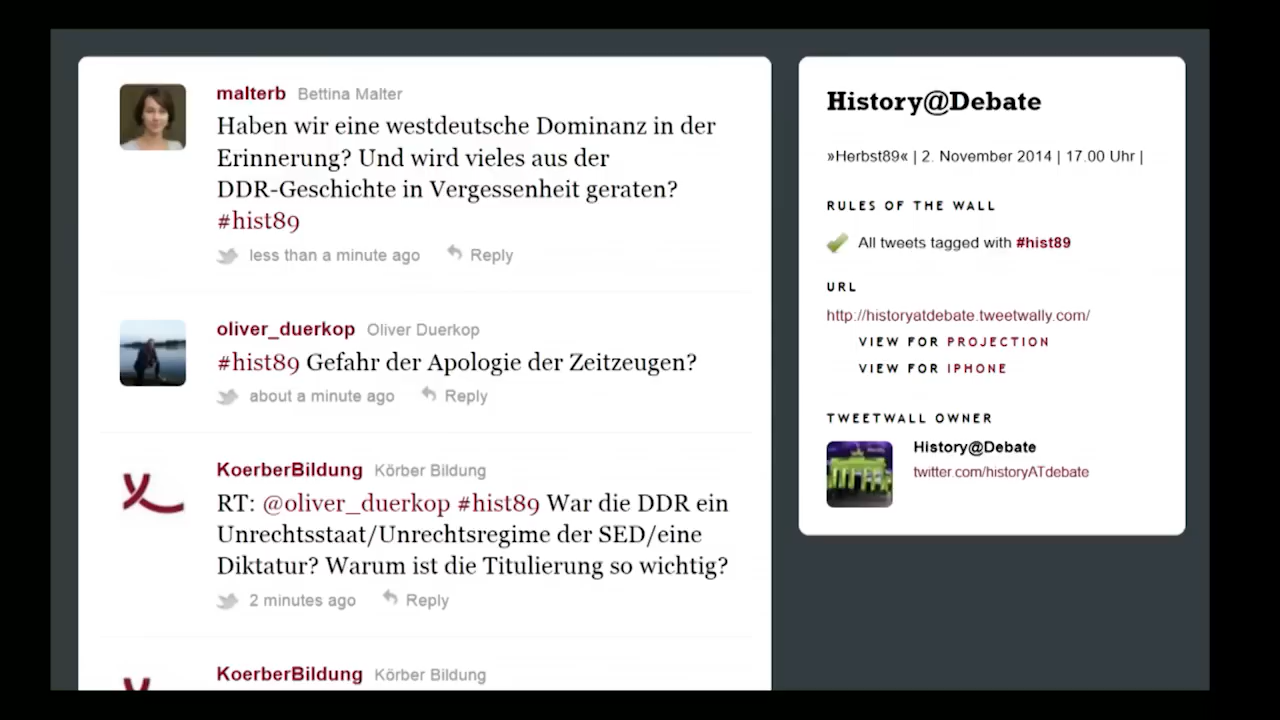 malterb Bettina Malter
Haben wir eine westdeutsche Dominanz in der
Erinnerung? Und wird vieles aus der
DDR-Geschichte in Vergessenheit geraten?
#hist89
less than a minute ago Reply
oliver_duerkop Oliver Duerkop
#hist89 Gefahr der Apologie der Zeitzeugen?
about a minute ago Reply
KoerberBildung Körber Bildung
RT: @oliver_duerkop #hist89 War die DDR ein
Unrechtsstaat/Unrechtsregime der SED/eine
Diktatur? Warum ist die Titulierung so wichtig?
2 minutes ago Reply
KoerberBildung Körber Bildung
History@Debate
»Herbst89« | 2. November 2014 | 17.00 Uhr |
RULES OF THE WALL
All tweets tagged with #hist89
URL
http://historyatdebate.tweetwally.com/
VIEW FOR PROJECTION
VIEW FOR IPHONE
TWEETWALL OWNER
History@Debate
twitter.com/historyATdebate